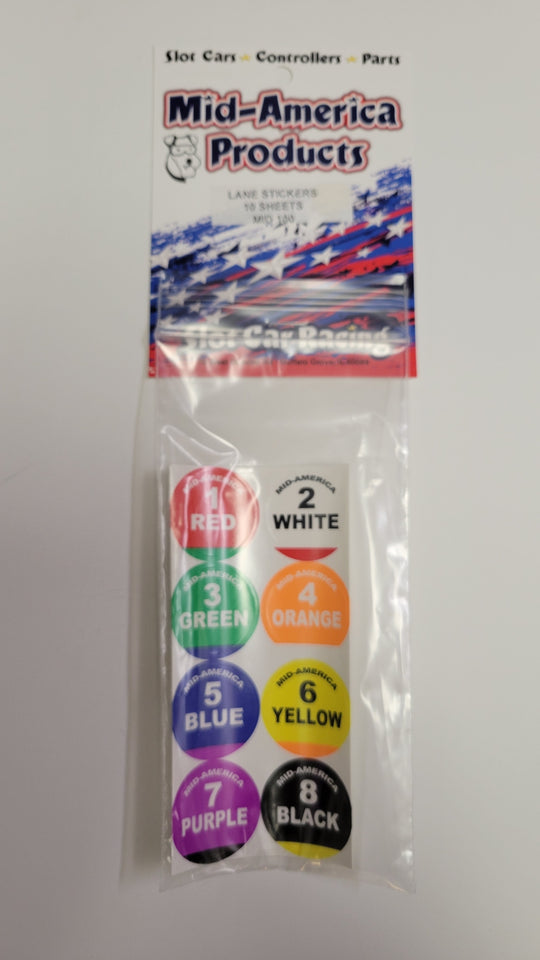 Slot Cars ★ Controllers ★ Parts
Mid-America
Products
LANE STICKERS
10 SHEETS
MID 100
Slot Car Racing
MID-AMERICA
1
RED
MID-AMERICA
2
WHITE
MID-AMERICA
3
GREEN
MID-AMERICA
4
ORANGE
MID-AMERICA
5
BLUE
MID-AMERICA
6
YELLOW
MID-AMERICA
7
PURPLE
MID-AMERICA
8
BLACK